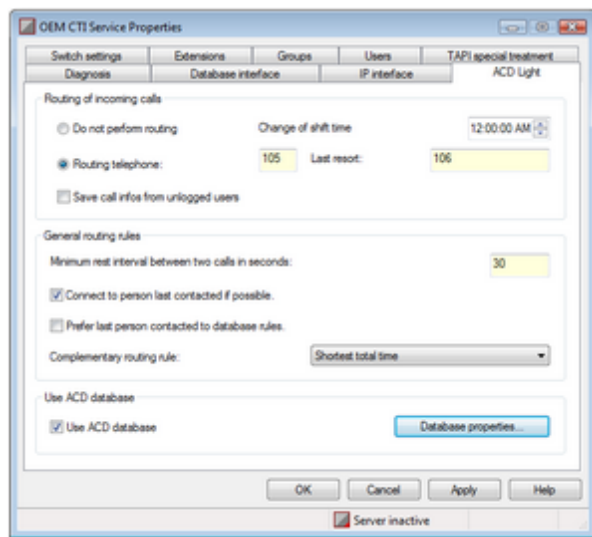 OEM CTI Service Properties
Switch settings Extensions Groups Users TAPI special treatment
Diagnosis Database interface IP interface ACD Light
Routing of incoming calls
Do not perform routing Change of shift time 12:00:00 AM
Routing telephone: 105 Last resort: 106
Save call infos from unlogged users
General routing rules
Minimum rest interval between two calls in seconds: 30
Connect to person last contacted if possible.
Prefer last person contacted to database rules.
Complementary routing rule: Shortest total time
Use ACD database
Use ACD database Database properties...
OK Cancel Apply Help
Server inactive